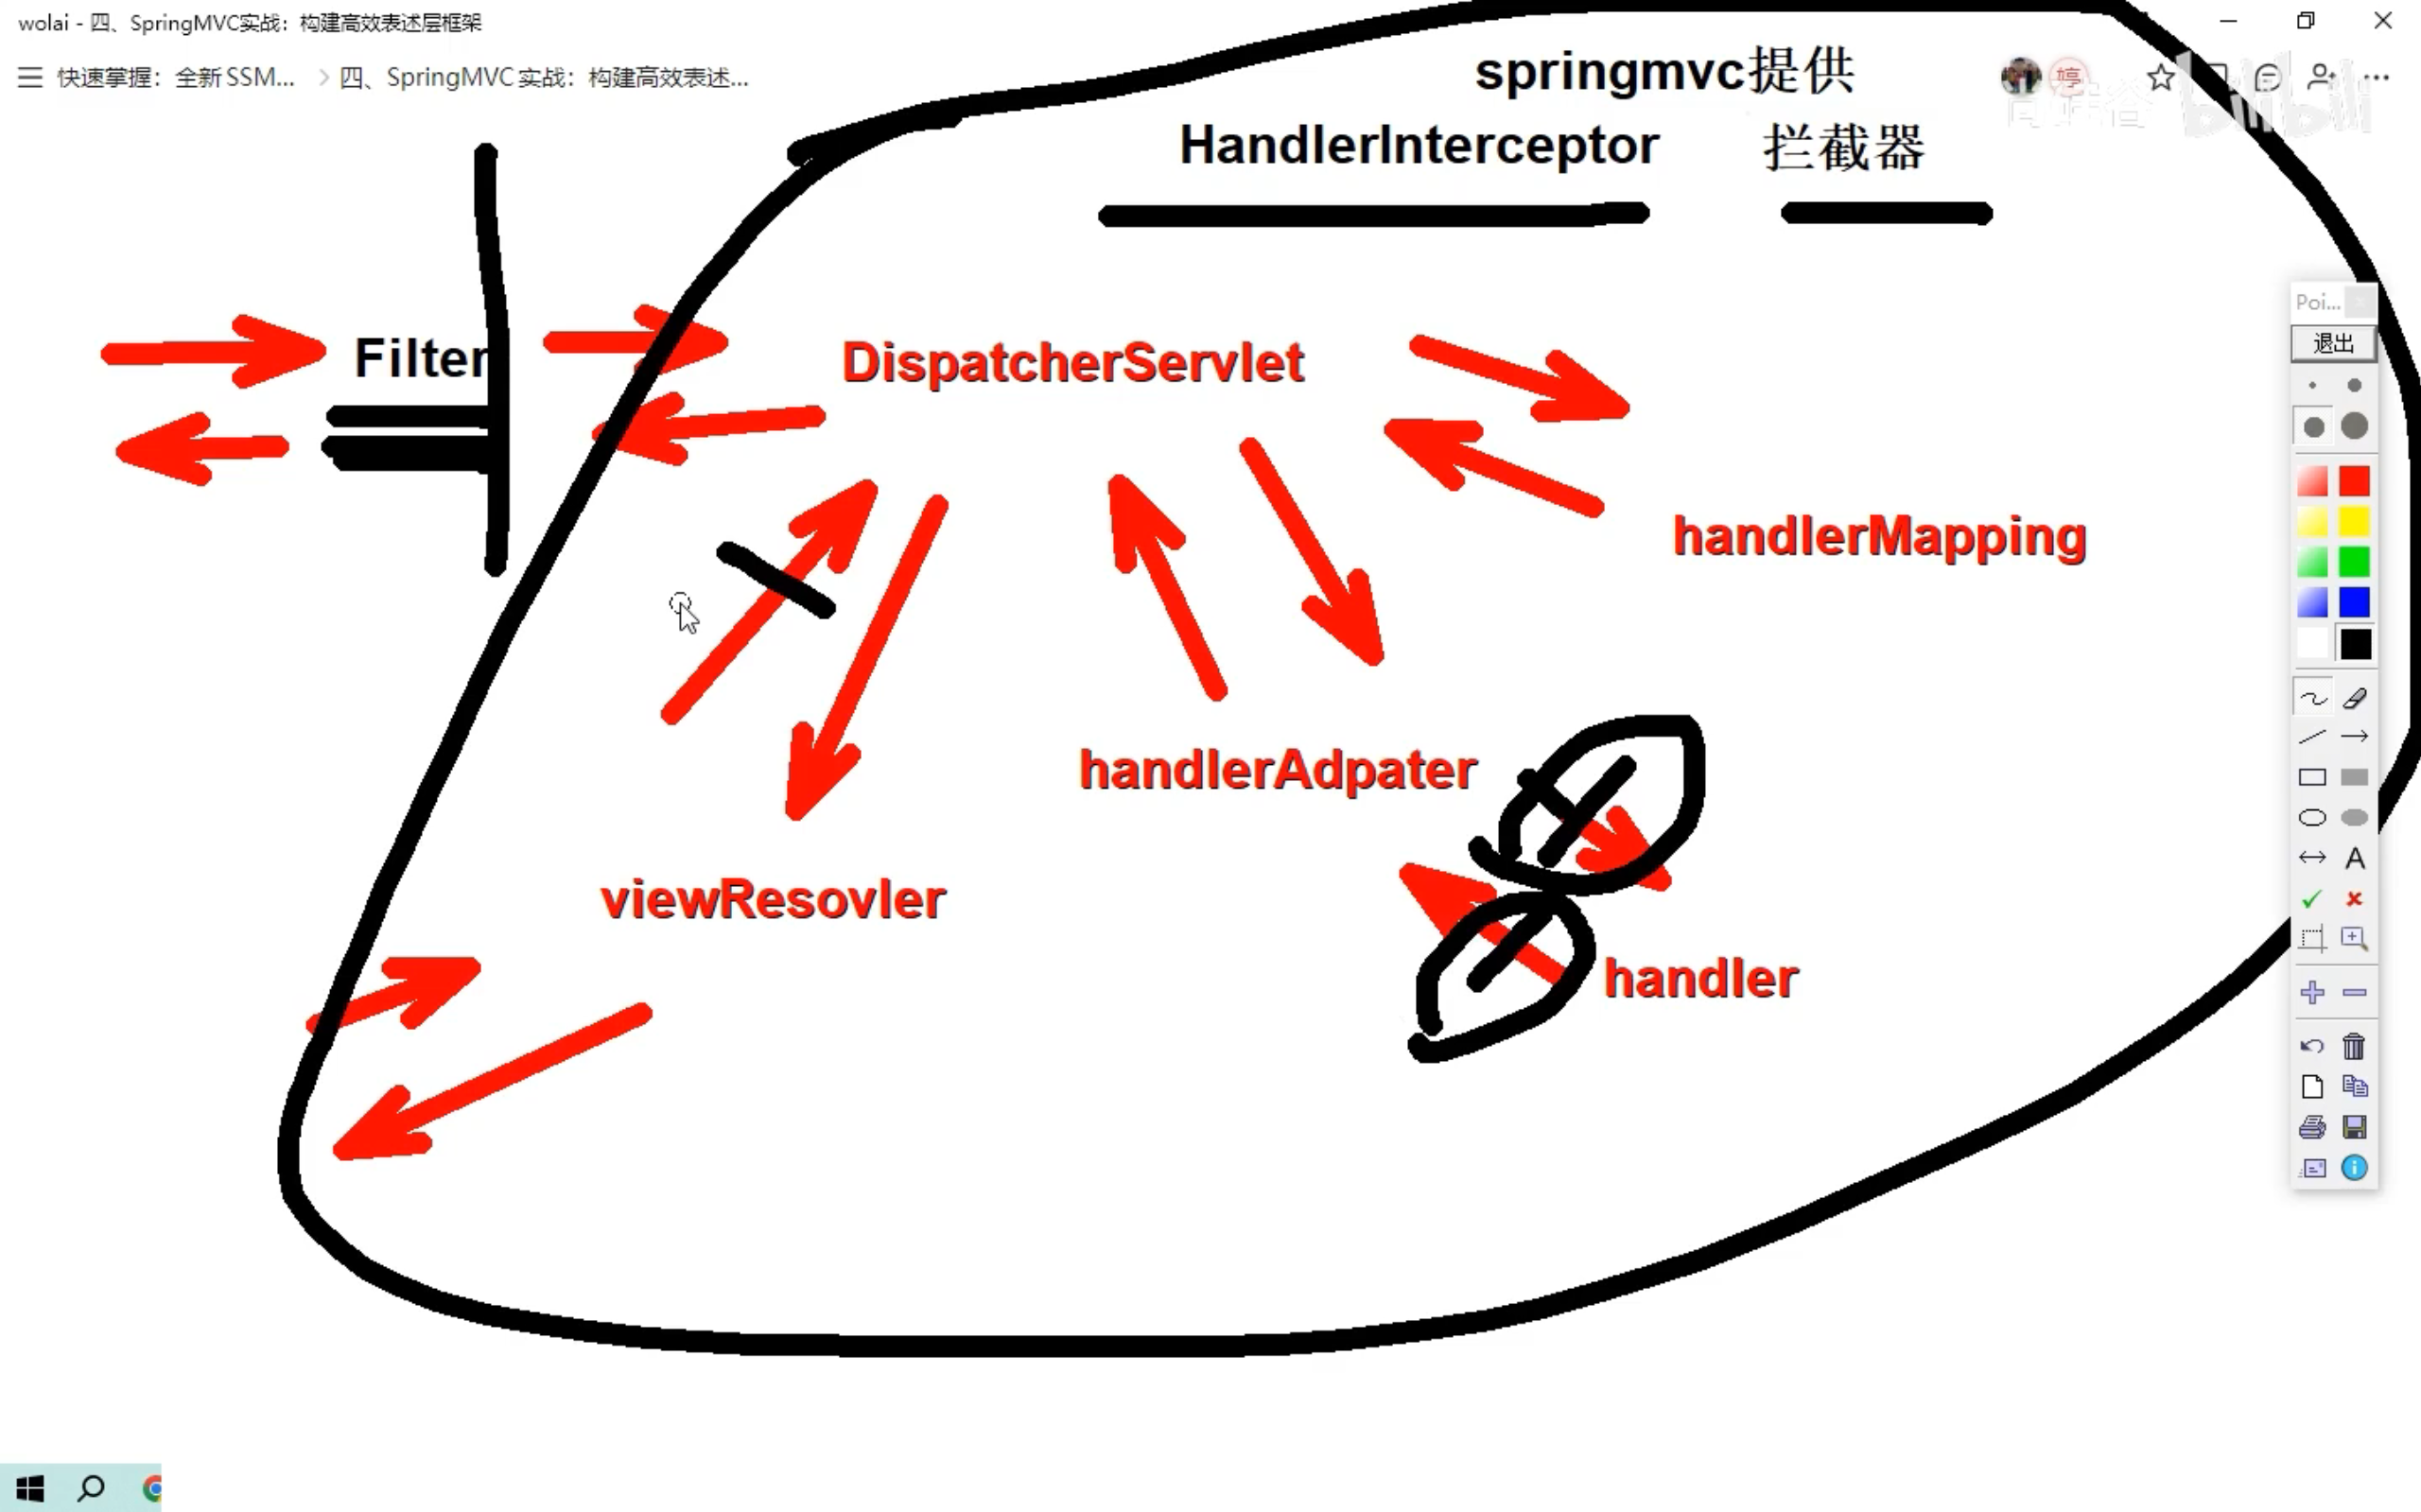 wolai - 四、SpringMVC实战：构建高效表述层框架
快速掌握：全新 SSM... 四、SpringMVC 实战：构建高效表述...
婷
bilibili
springmvc提供
HandlerInterceptor 拦截器
Poi...
退出
Filter
DispatcherServlet
handlerMapping
handlerAdpater
viewResovler
handler
A